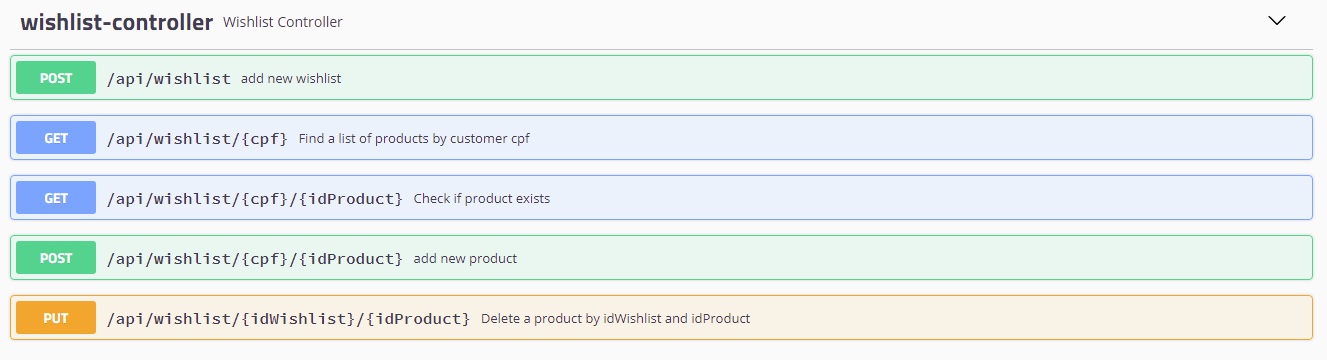 wishlist-controller Wishlist Controller
POST /api/wishlist add new wishlist
GET /api/wishlist/{cpf} Find a list of products by customer cpf
GET /api/wishlist/{cpf}/{idProduct} Check if product exists
POST /api/wishlist/{cpf}/{idProduct} add new product
PUT /api/wishlist/{idWishlist}/{idProduct} Delete a product by idWishlist and idProduct